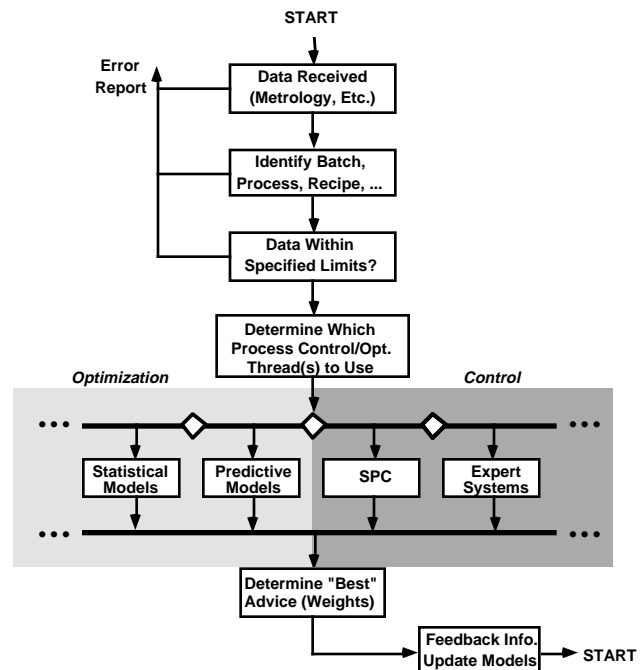 START
Error
Report
Data Received
(Metrology, Etc.)
Identify Batch,
Process, Recipe, ...
Data Within
Specified Limits?
Determine Which
Process Control/Opt.
Thread(s) to Use
Optimization
Control
•••
•••
Statistical
Models
Predictive
Models
SPC
Expert
Systems
•••
•••
Determine "Best"
Advice (Weights)
Feedback Info.
Update Models
START